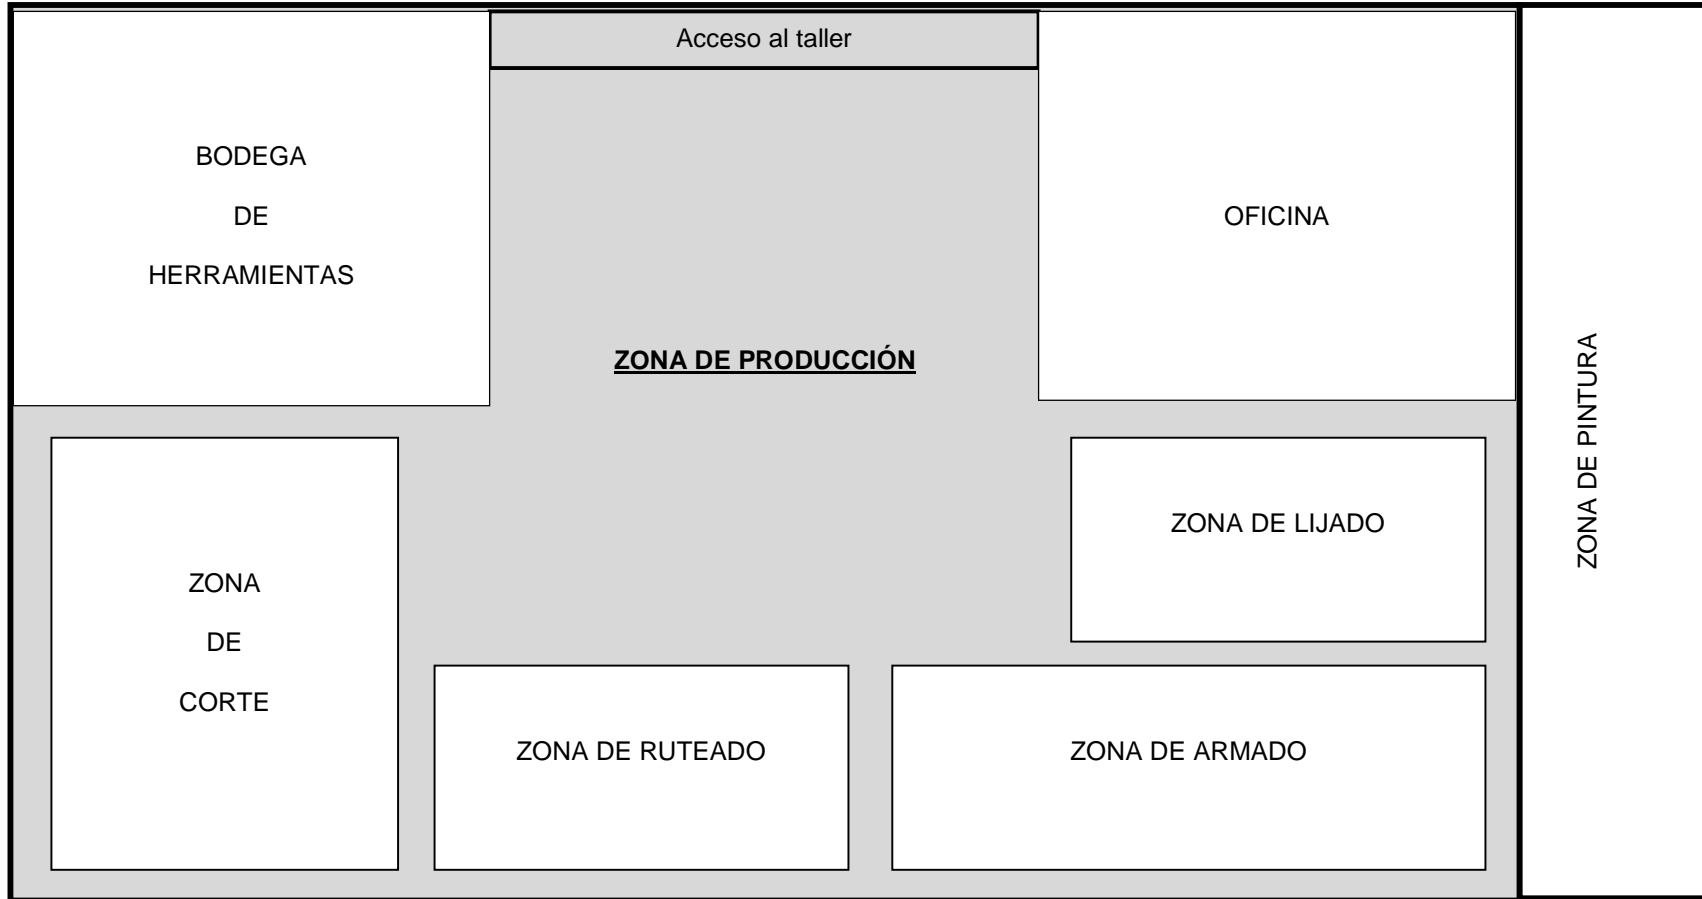 Acceso al taller
BODEGA
DE
HERRAMIENTAS
OFICINA
ZONA DE PRODUCCIÓN
ZONA DE PINTURA
ZONA DE LIJADO
ZONA
DE
CORTE
ZONA DE RUTEADO
ZONA DE ARMADO